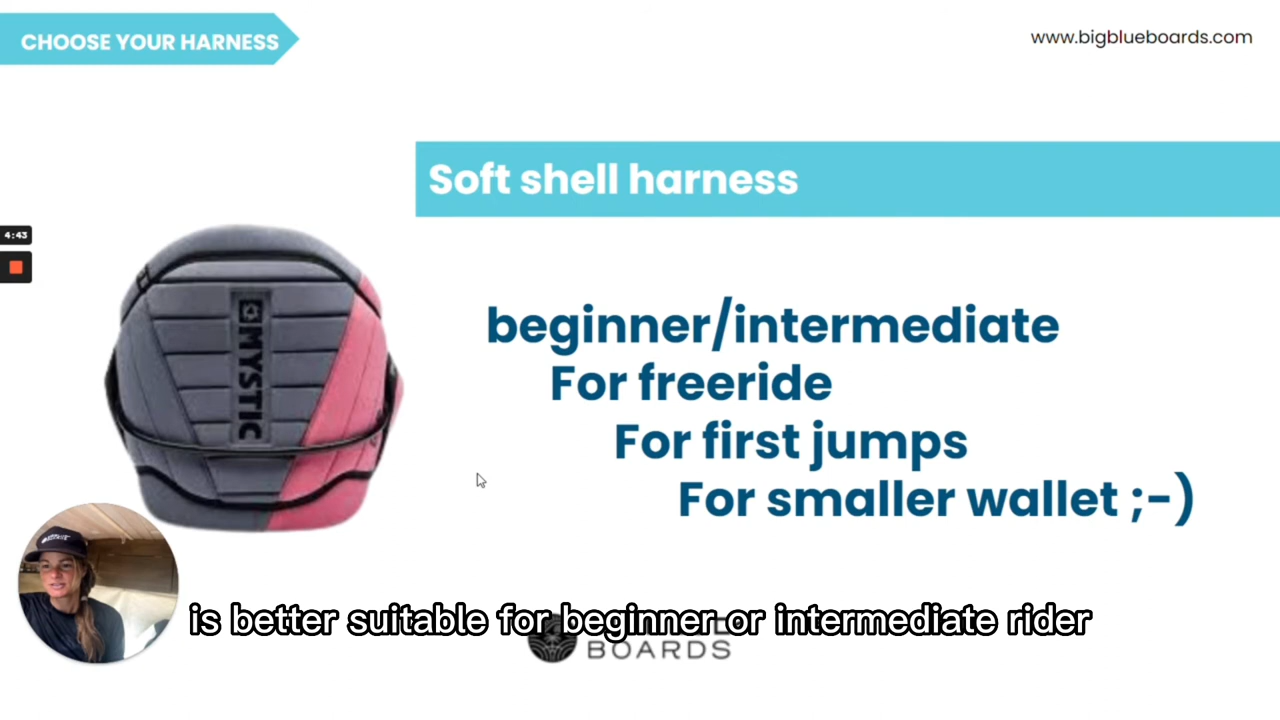 CHOOSE YOUR HARNESS
www.bigblueboards.com
Soft shell harness
4:43
MYSTIC
beginner/intermediate
For freeride
For first jumps
For smaller wallet ;-)
is better suitable for beginner or intermediate rider
BOARDS